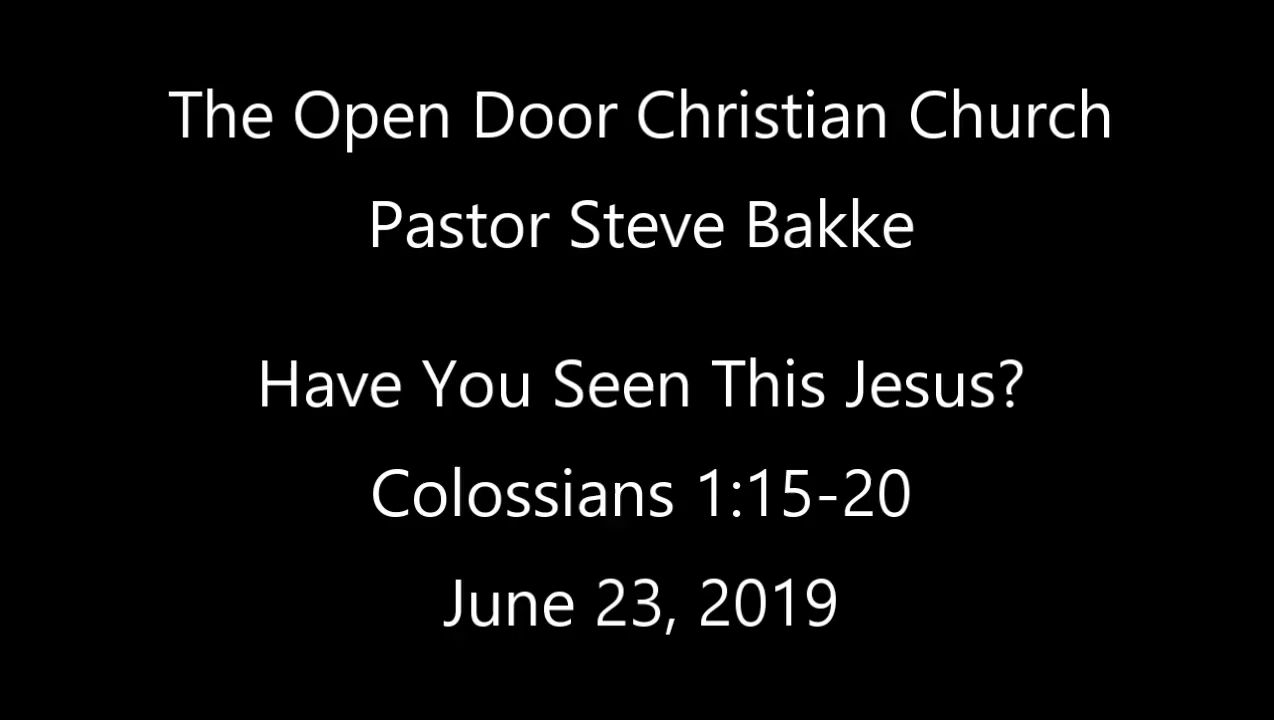 The Open Door Christian Church
Pastor Steve Bakke
Have You Seen This Jesus?
Colossians 1:15-20
June 23, 2019